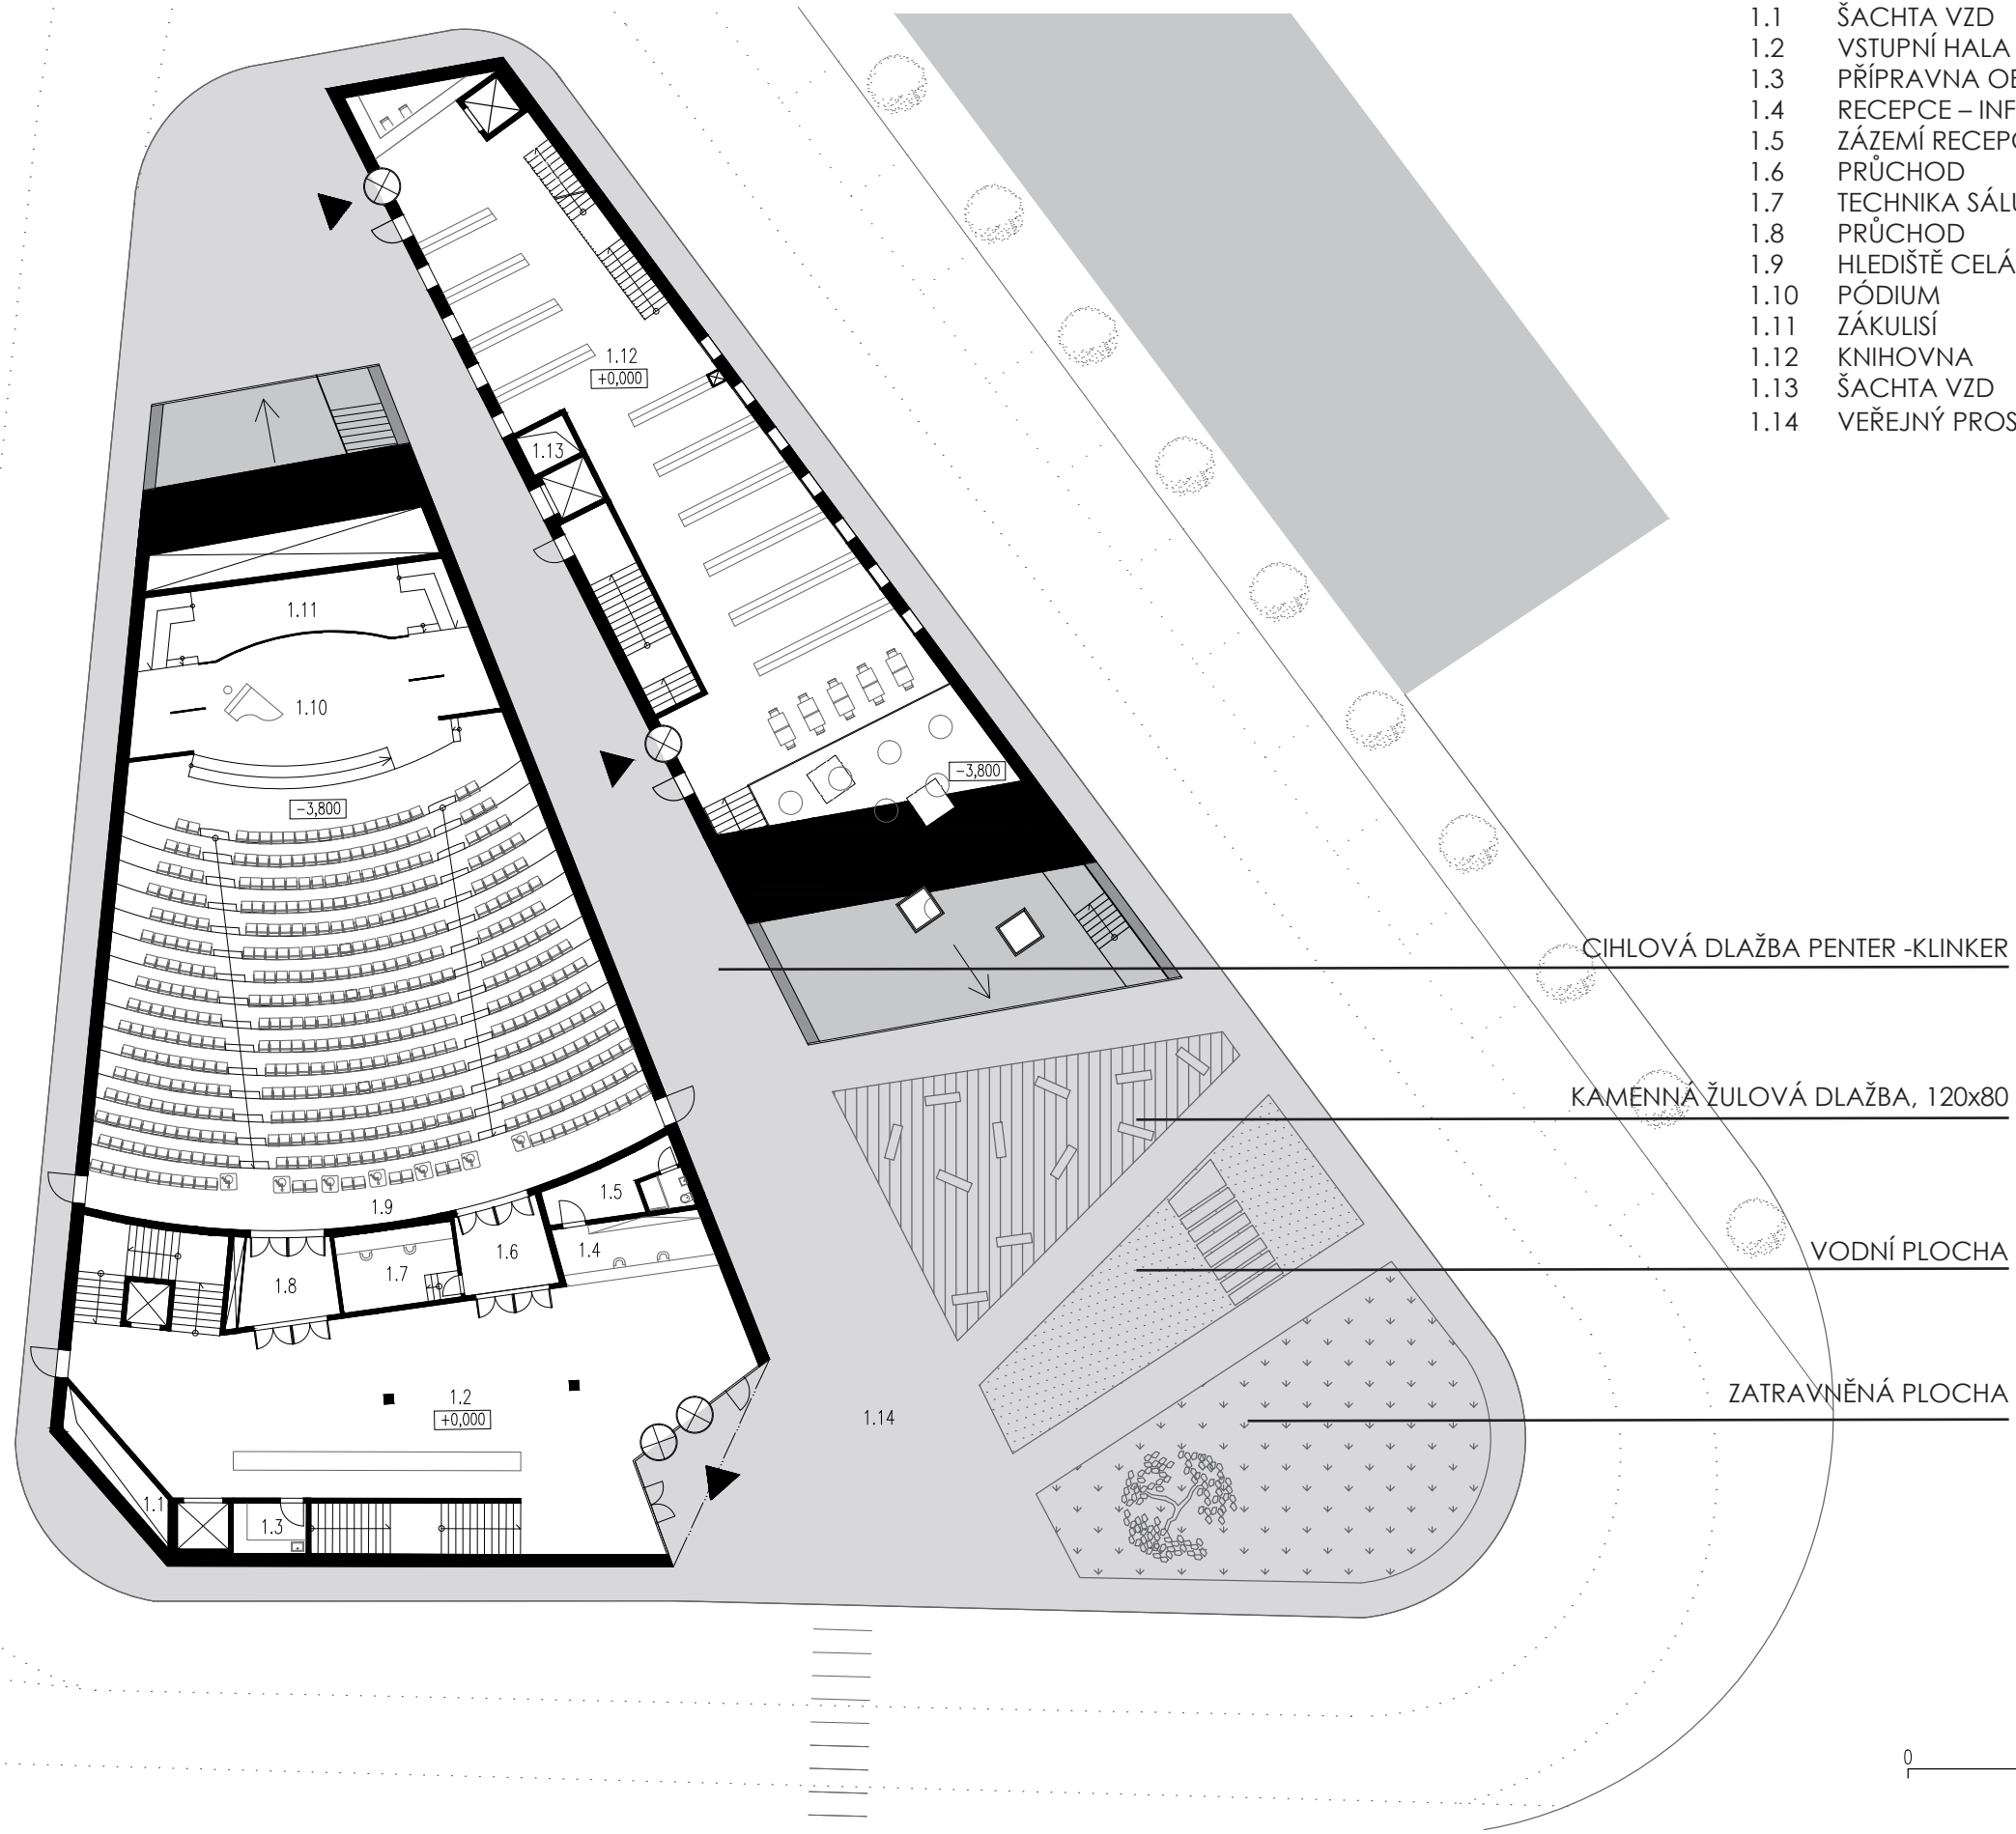 1.1 ŠACHTA VZD
1.2 VSTUPNÍ HALA
1.3 PŘÍPRAVNA
1.4 RECEPCE – INF
1.5 ZÁZEMÍ RECEP
1.6 PRŮCHOD
1.7 TECHNIKA SÁLU
1.8 PRŮCHOD
1.9 HLEDIŠTĚ CELÁ
1.10 PÓDIUM
1.11 ZÁKULISÍ
1.12 KNIHOVNA
1.13 ŠACHTA VZD
1.14 VEŘEJNÝ PROS
1.12
+0,000
1.13
1.11
1.10
−3,800
−3,800
CIHLOVÁ DLAŽBA PENTER -KLINKER
KAMENNÁ ŽULOVÁ DLAŽBA, 120x80
1.5
1.9
1.6
1.4
1.7
1.8
VODNÍ PLOCHA
ZATRAVNĚNÁ PLOCHA
1.2
+0,000
1.14
1.1
1.3
0